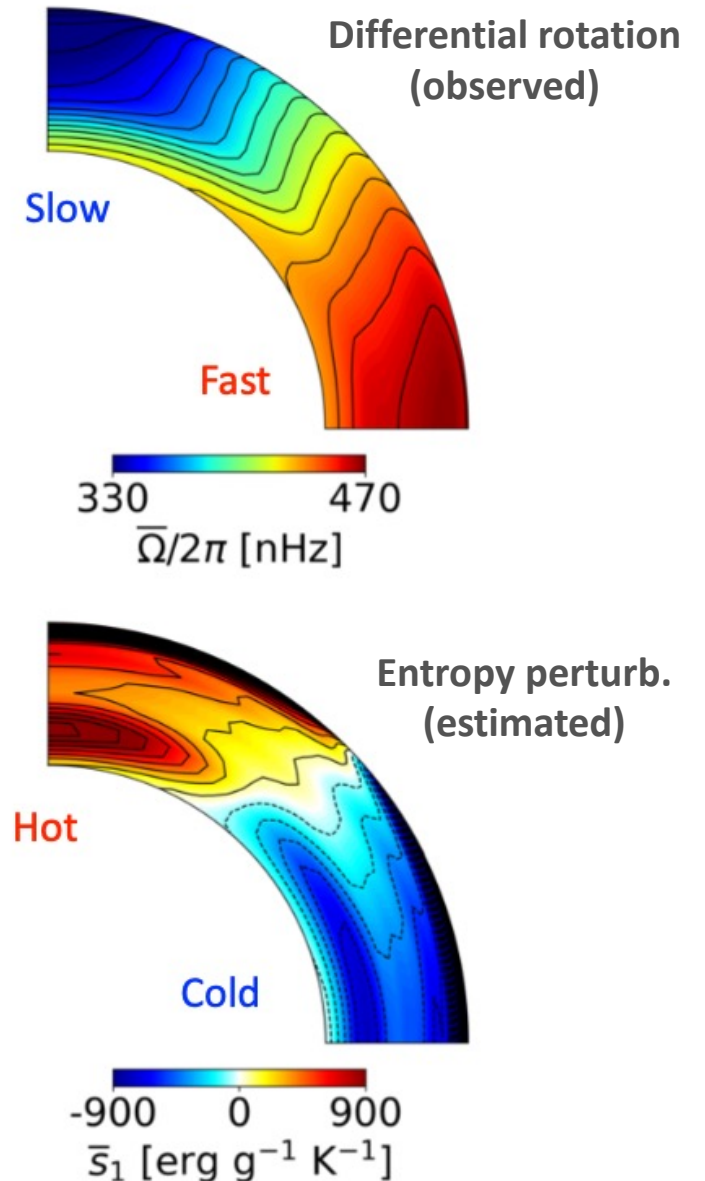 Differential rotation
(observed)
Slow
Fast
330 470
Ω̅/2π [nHz]
Entropy perturb.
(estimated)
Hot
Cold
-900 0 900
s̅₁ [erg g⁻¹ K⁻¹]